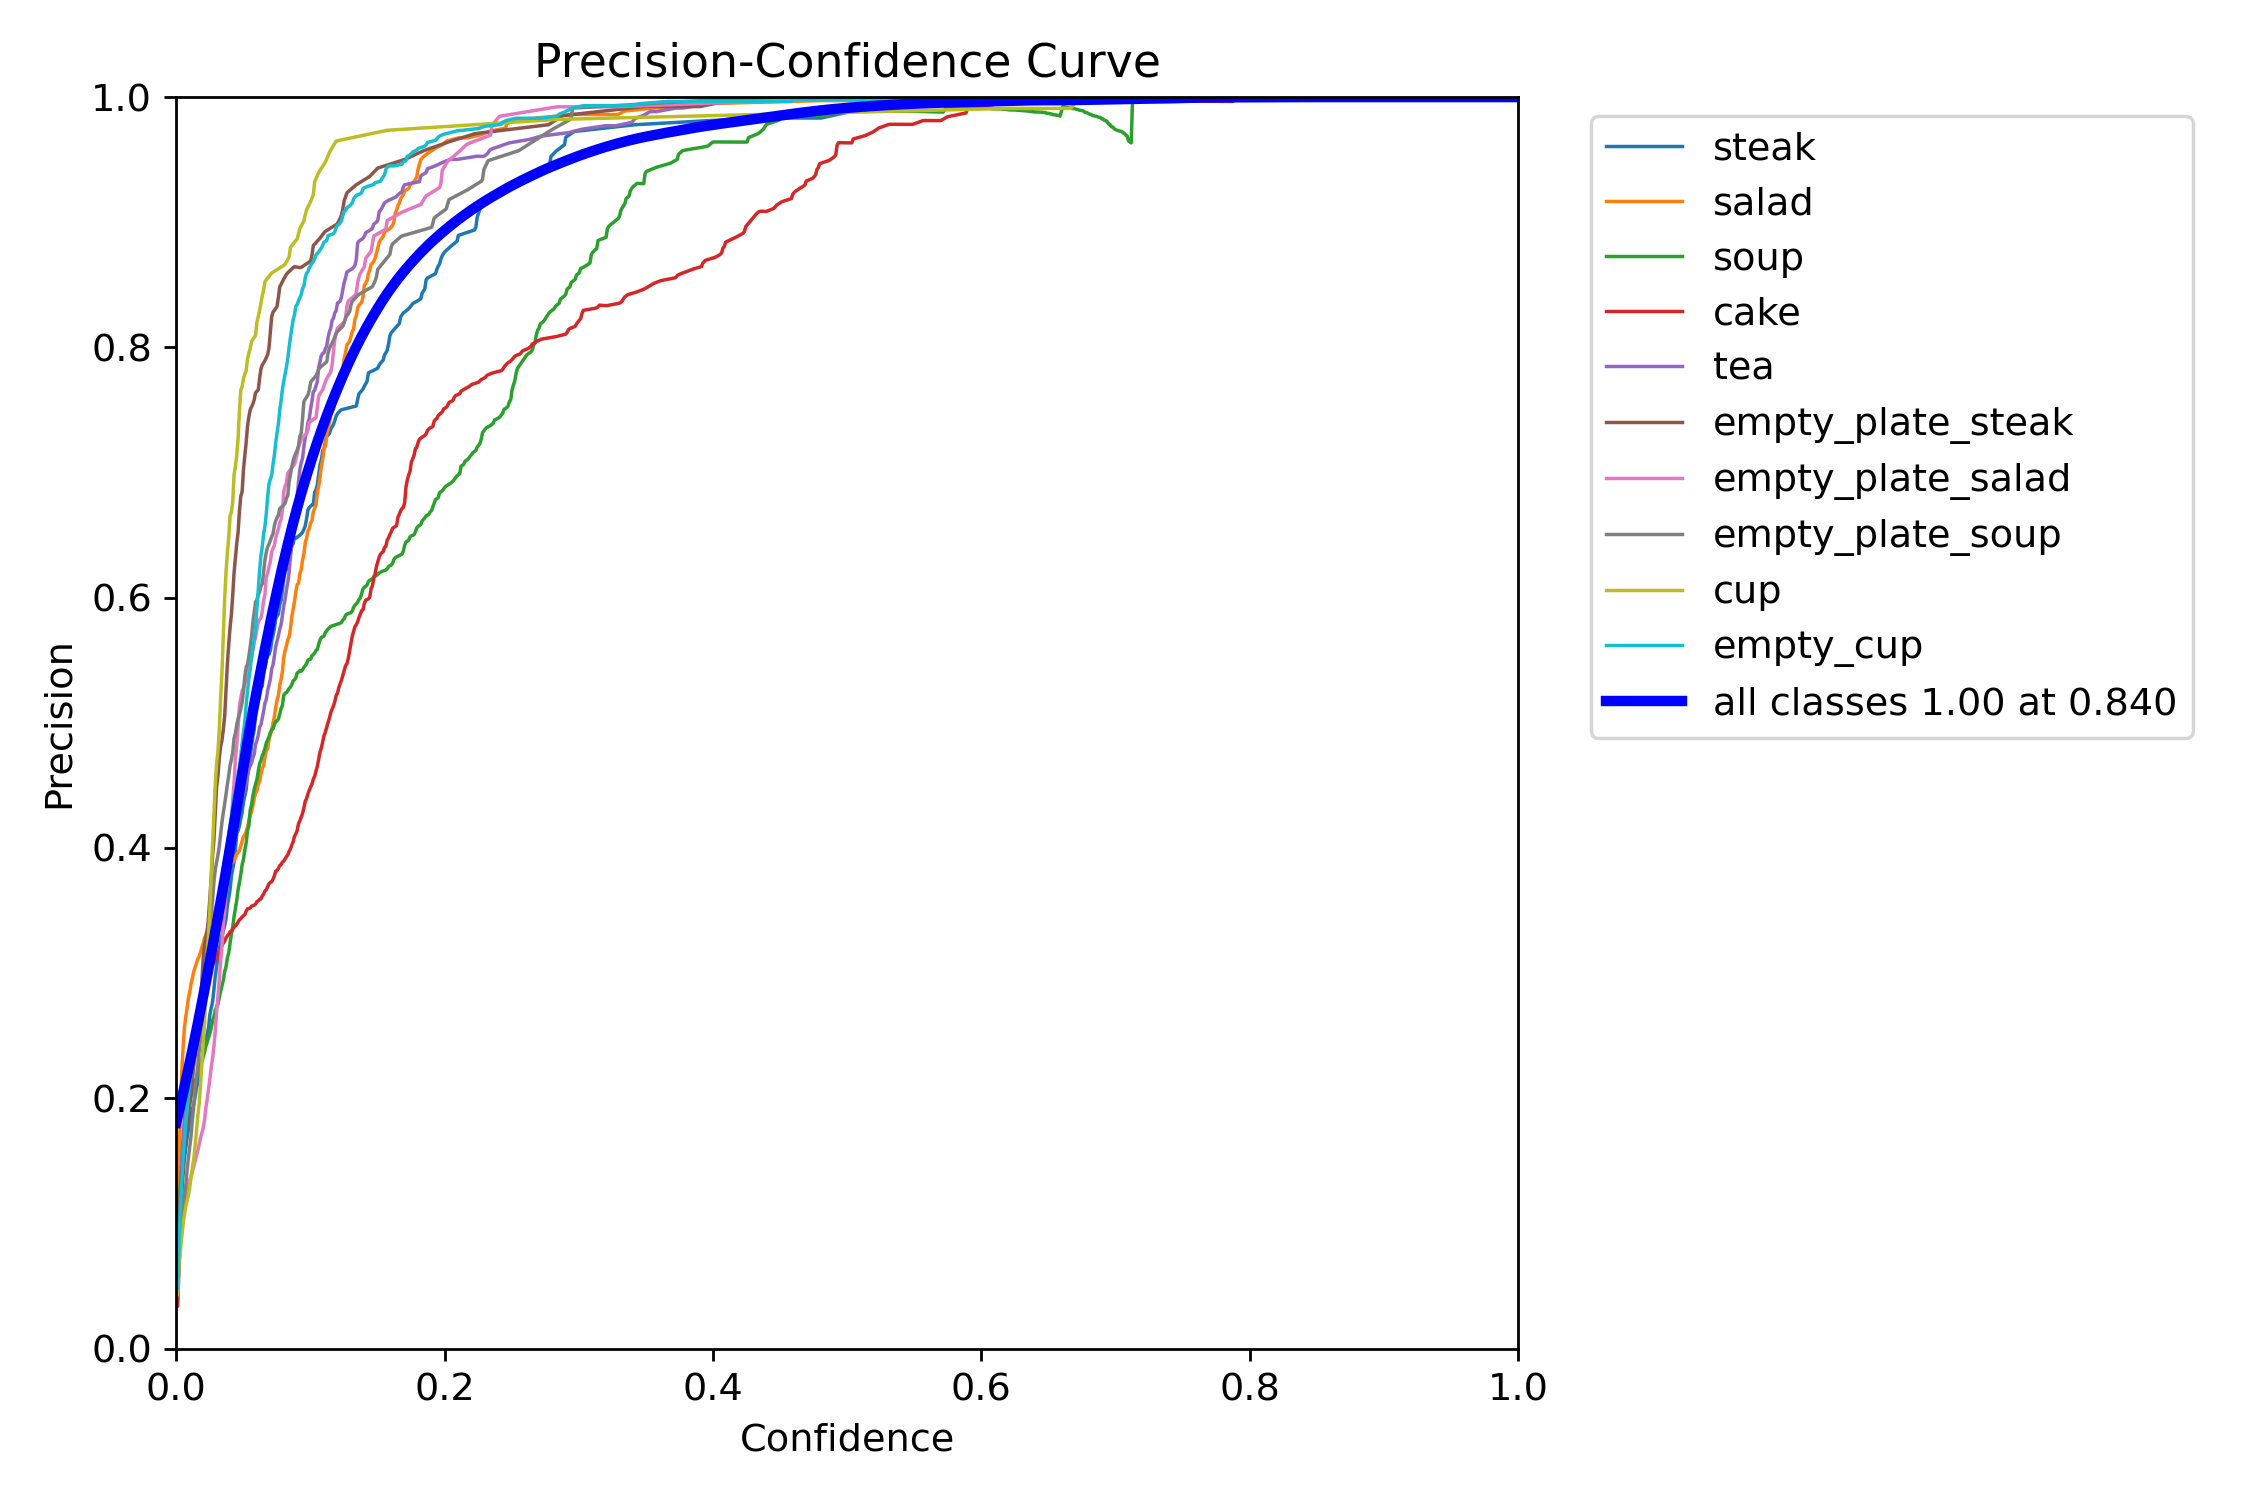 Precision-Confidence Curve
1.0
0.8
0.6
0.4
0.2
0.0
Precision
0.0 0.2 0.4 0.6 0.8 1.0
Confidence
steak
salad
soup
cake
tea
empty_plate_steak
empty_plate_salad
empty_plate_soup
cup
empty_cup
all classes 1.00 at 0.840